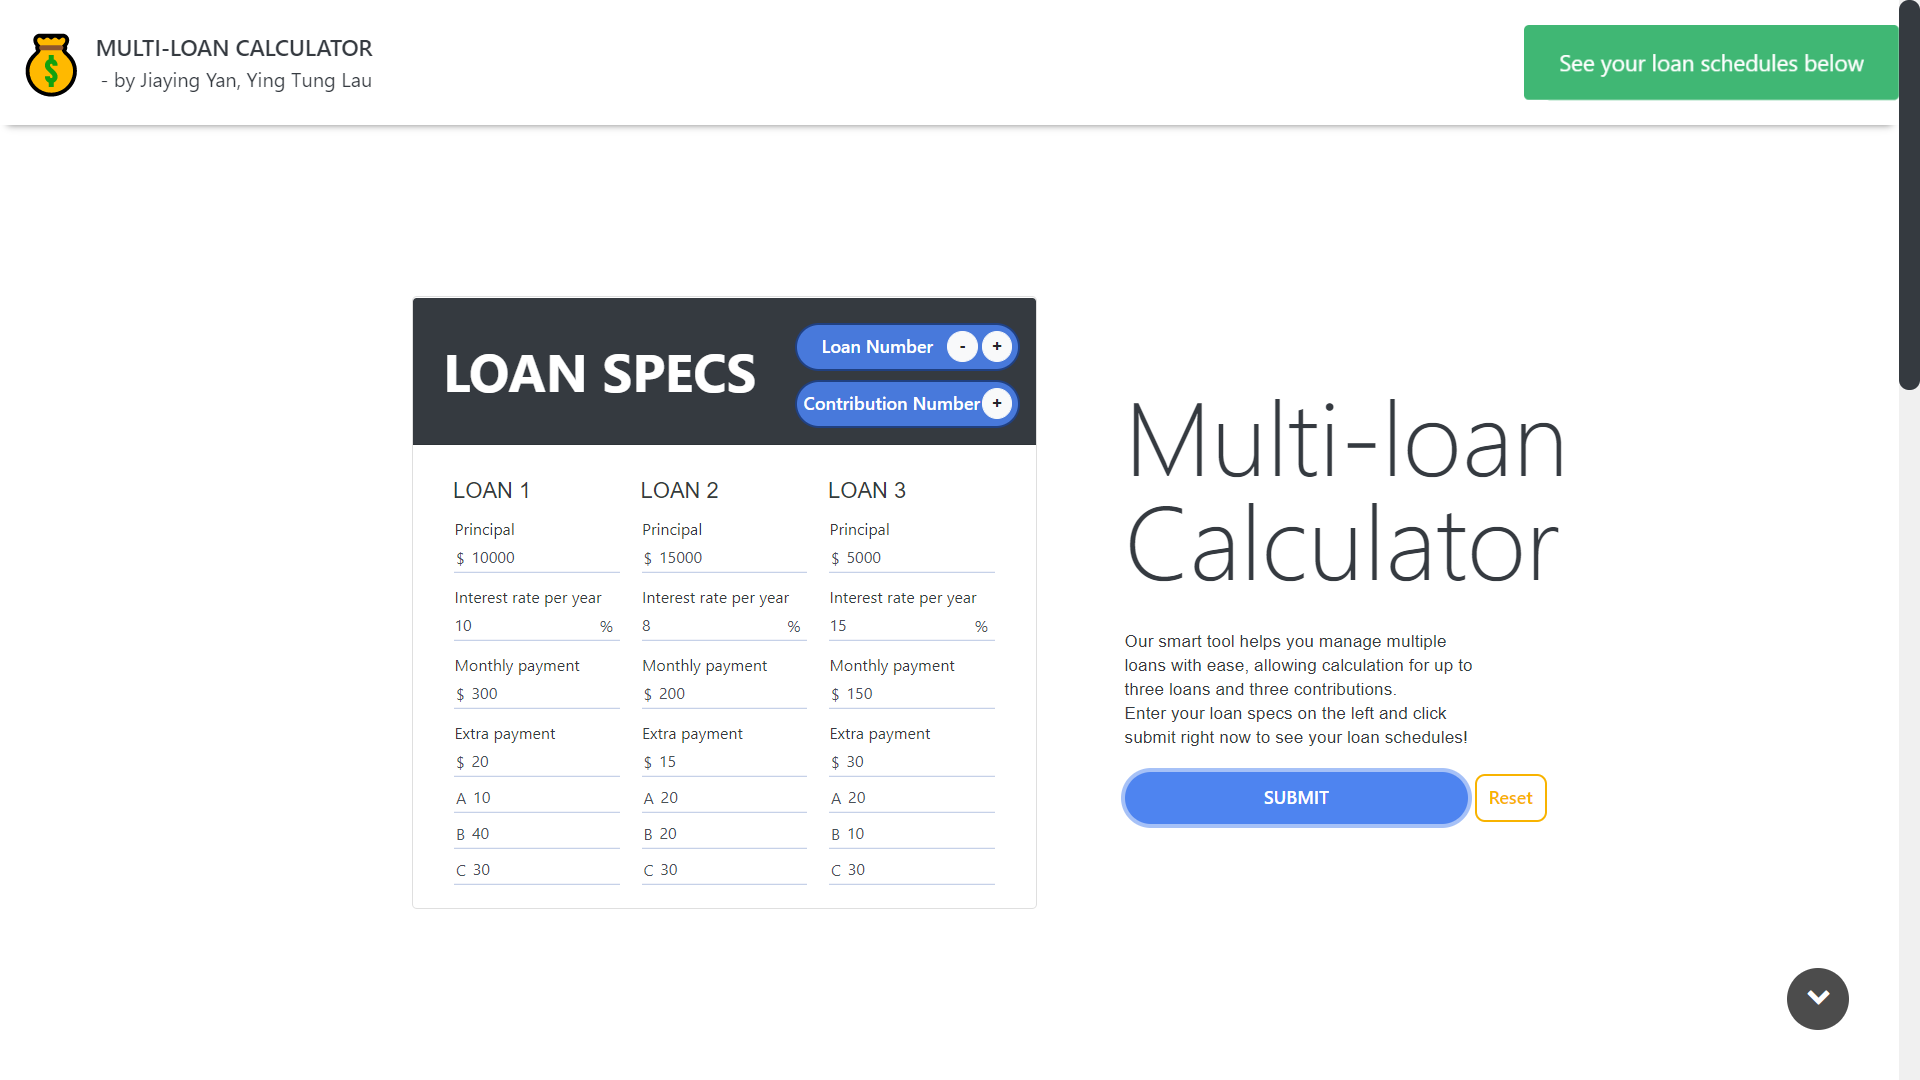 MULTI-LOAN CALCULATOR
- by Jiaying Yan, Ying Tung Lau
See your loan schedules below
LOAN SPECS
Loan Number - +
Contribution Number +
LOAN 1
Principal
$ 10000
Interest rate per year
10 %
Monthly payment
$ 300
Extra payment
$ 20
A 10
B 40
C 30
LOAN 2
Principal
$ 15000
Interest rate per year
8 %
Monthly payment
$ 200
Extra payment
$ 15
A 20
B 20
C 30
LOAN 3
Principal
$ 5000
Interest rate per year
15 %
Monthly payment
$ 150
Extra payment
$ 30
A 20
B 10
C 30
Multi-loan
Calculator
Our smart tool helps you manage multiple
loans with ease, allowing calculation for up to
three loans and three contributions.
Enter your loan specs on the left and click
submit right now to see your loan schedules!
SUBMIT
Reset